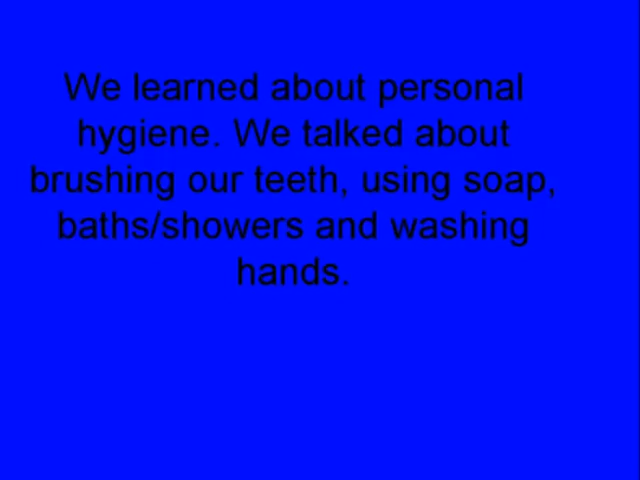 We learned about personal
hygiene. We talked about
brushing our teeth, using soap,
baths/showers and washing
hands.